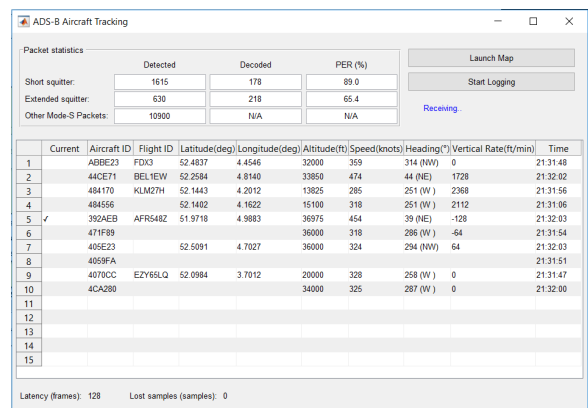 ADS-B Aircraft Tracking
Packet statistics
Detected Decoded PER (%)
Short squitter: 1615 178 89.0
Extended squitter: 630 218 65.4
Other Mode-S Packets: 10900 N/A N/A
Launch Map
Start Logging
Receiving..
Current Aircraft ID Flight ID Latitude(deg) Longitude(deg) Altitude(ft) Speed(knots) Heading(°) Vertical Rate(ft/min) Time
1 ABBE23 FDX3 52.4837 4.4546 32000 359 314 (NW) 0 21:31:48
2 44CE71 BEL1EW 52.2584 4.8140 33850 474 44 (NE) 1728 21:32:02
3 484170 KLM27H 52.1443 4.2012 13825 285 251 (W ) 2368 21:31:56
4 484556 52.1402 4.1622 15100 318 251 (W ) 2112 21:31:06
5 ✓ 392AEB AFR548Z 51.9718 4.9883 36975 454 39 (NE) -128 21:32:03
6 471F89 36000 318 286 (W ) -64 21:31:54
7 405E23 52.5091 4.7027 36000 324 294 (NW) 64 21:32:03
8 4059FA 21:31:51
9 4070CC EZY65LQ 52.0984 3.7012 20000 328 258 (W ) 0 21:31:47
10 4CA280 34000 325 287 (W ) 0 21:32:00
11
12
13
14
15
Latency (frames): 128 Lost samples (samples): 0